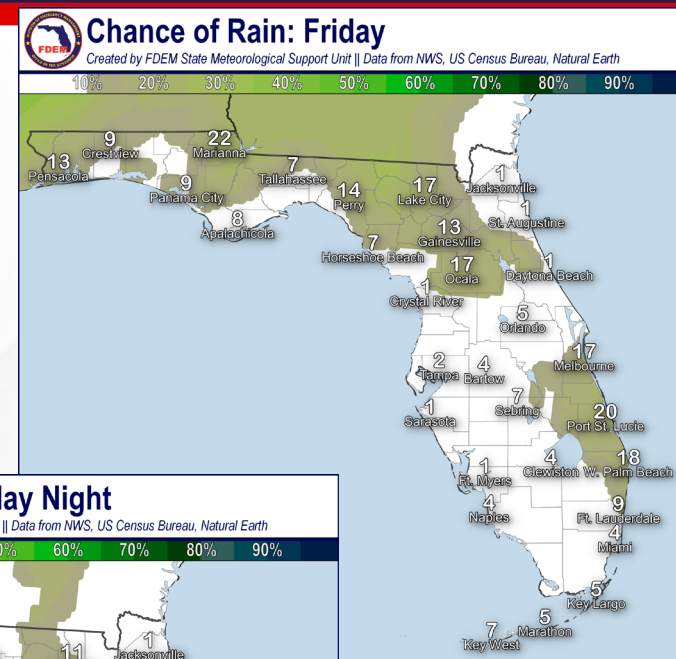 FDEM
Chance of Rain: Friday
Created by FDEM State Meteorological Support Unit || Data from NWS, US Census Bureau, Natural Earth
10% 20% 30% 40% 50% 60% 70% 80% 90%
9
Crestview
22
Marianna
13
Pensacola
7
Tallahassee
1
Jacksonville
9
Panama City
14
Perry
17
Lake City
8
Apalachicola
1
St. Augustine
13
Gainesville
7
Horseshoe Beach
17
Ocala
1
Daytona Beach
1
Crystal River
5
Orlando
17
Melbourne
2
Tampa
4
Bartow
7
Sebring
1
Sarasota
20
Port St. Lucie
1
Ft. Myers
4
Clewiston
18
W. Palm Beach
4
Naples
9
Ft. Lauderdale
4
Miami
5
Key Largo
5
Marathon
7
Key West
ay Night
|| Data from NWS, US Census Bureau, Natural Earth
0% 60% 70% 80% 90%
11
1
Jacksonville